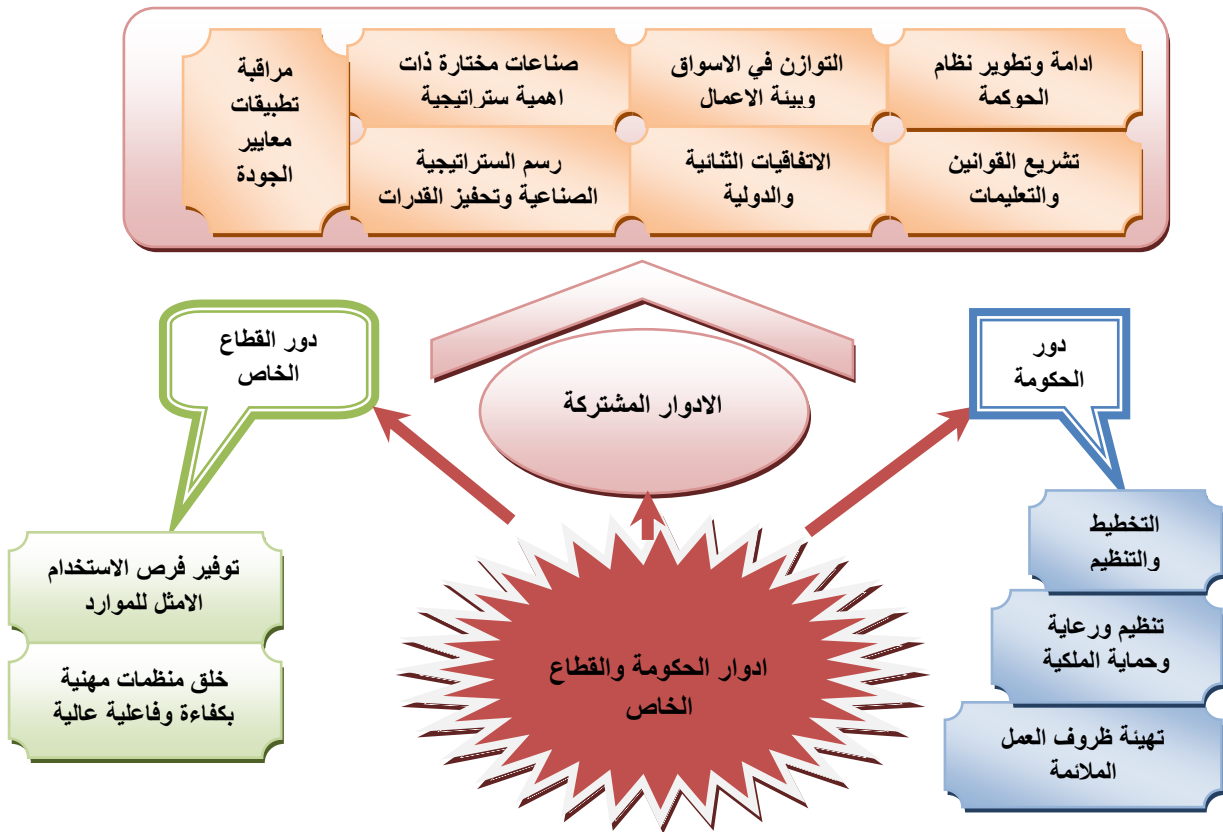 ادامة وتطوير نظام
الحوكمة
التوازن في الاسواق
وبيئة الاعمال
صناعات مختارة ذات
اهمية ستراتيجية
مراقبة
تطبيقات
معايير
الجودة
تشريع القوانين
والتعليمات
الاتفاقيات الثنائية
والدولية
رسم الستراتيجية
الصناعية وتحفيز القدرات
دور
الحكومة
الادوار المشتركة
دور القطاع
الخاص
التخطيط
والتنظيم
تنظيم ورعاية
وحماية الملكية
تهيئة ظروف العمل
الملائمة
ادوار الحكومة والقطاع
الخاص
توفير فرص الاستخدام
الامثل للموارد
خلق منظمات مهنية
بكفاءة وفاعلية عالية